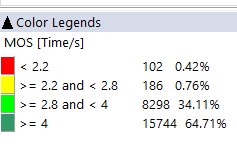 Color Legends
MOS [Time/s]
< 2.2 102 0.42%
>= 2.2 and < 2.8 186 0.76%
>= 2.8 and < 4 8298 34.11%
>= 4 15744 64.71%